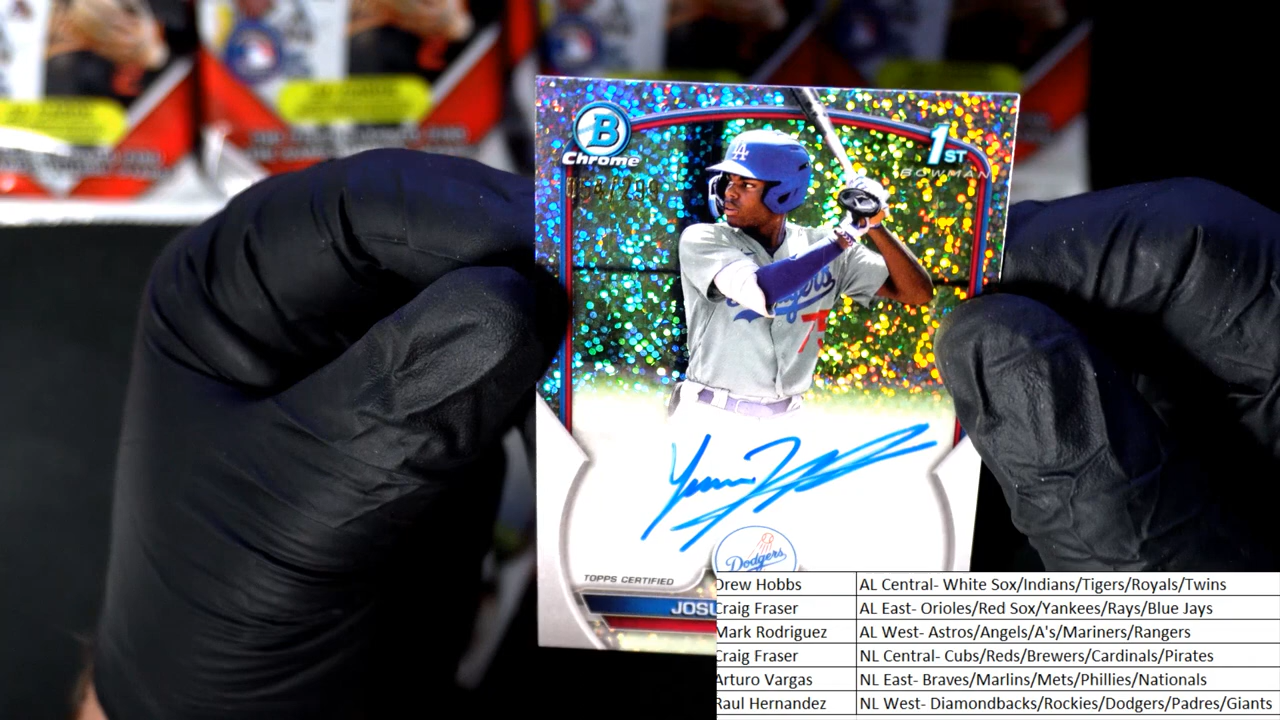 B
Chrome
1ST
BOWMAN
/299
LA
Dodgers
7
Dodgers
TOPPS CERTIFIED
JOSU
Drew Hobbs AL Central- White Sox/Indians/Tigers/Royals/Twins
Craig Fraser AL East- Orioles/Red Sox/Yankees/Rays/Blue Jays
Mark Rodriguez AL West- Astros/Angels/A's/Mariners/Rangers
Craig Fraser NL Central- Cubs/Reds/Brewers/Cardinals/Pirates
Arturo Vargas NL East- Braves/Marlins/Mets/Phillies/Nationals
Raul Hernandez NL West- Diamondbacks/Rockies/Dodgers/Padres/Giants